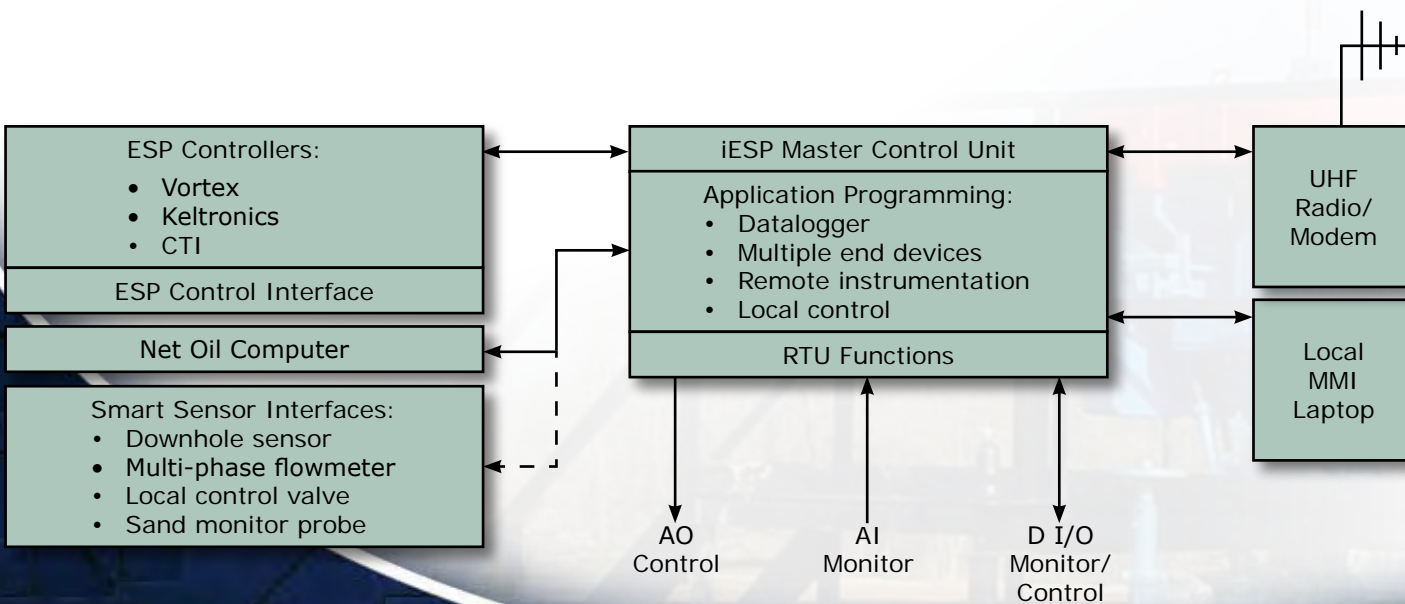 ESP Controllers:
• Vortex
• Keltronics
• CTI
ESP Control Interface
Net Oil Computer
Smart Sensor Interfaces:
• Downhole sensor
• Multi-phase flowmeter
• Local control valve
• Sand monitor probe
iESP Master Control Unit
Application Programming:
• Datalogger
• Multiple end devices
• Remote instrumentation
• Local control
RTU Functions
AO
Control
AI
Monitor
D I/O
Monitor/
Control
UHF
Radio/
Modem
Local
MMI
Laptop